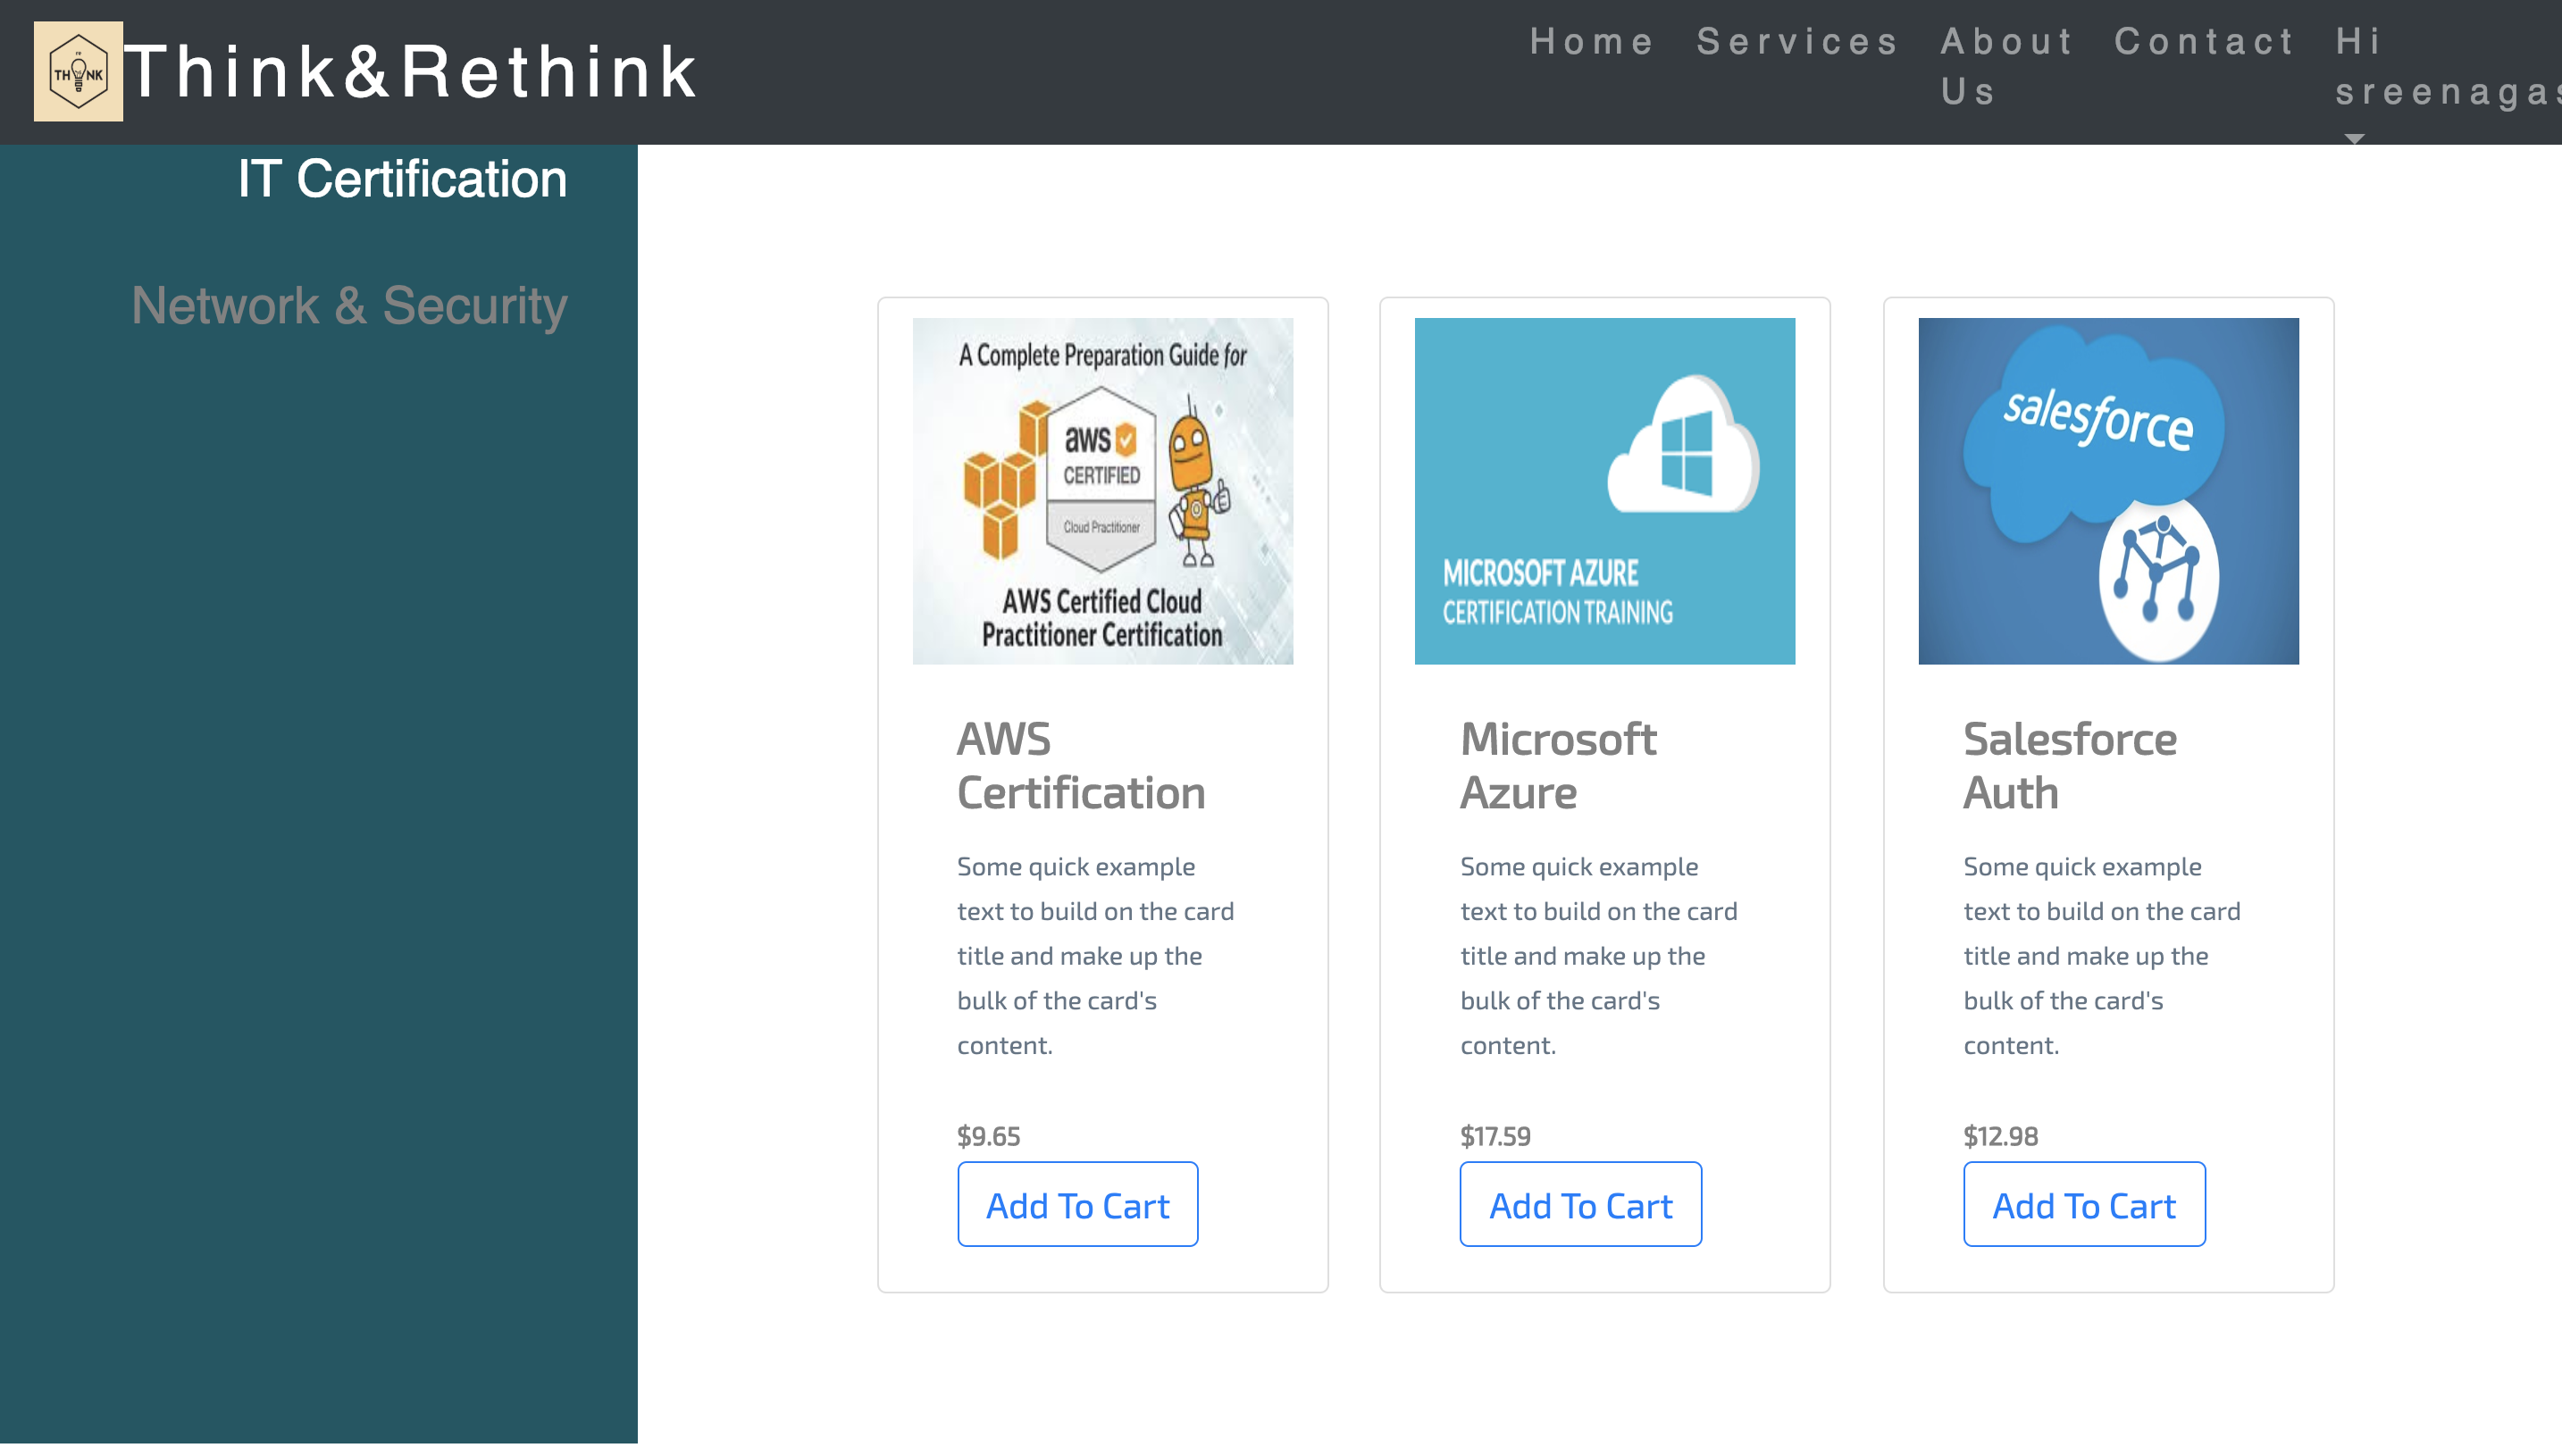 Think&Rethink
Home Services About Us Contact Hi
re
TH NK
IT Certification
Network & Security
A Complete Preparation Guide for
aws
CERTIFIED
Cloud Practitioner
AWS Certified Cloud
Practitioner Certification
AWS
Certification
Some quick example
text to build on the card
title and make up the
bulk of the card's
content.
$9.65
Add To Cart
MICROSOFT AZURE
CERTIFICATION TRAINING
Microsoft
Azure
Some quick example
text to build on the card
title and make up the
bulk of the card's
content.
$17.59
Add To Cart
salesforce
Salesforce
Auth
Some quick example
text to build on the card
title and make up the
bulk of the card's
content.
$12.98
Add To Cart